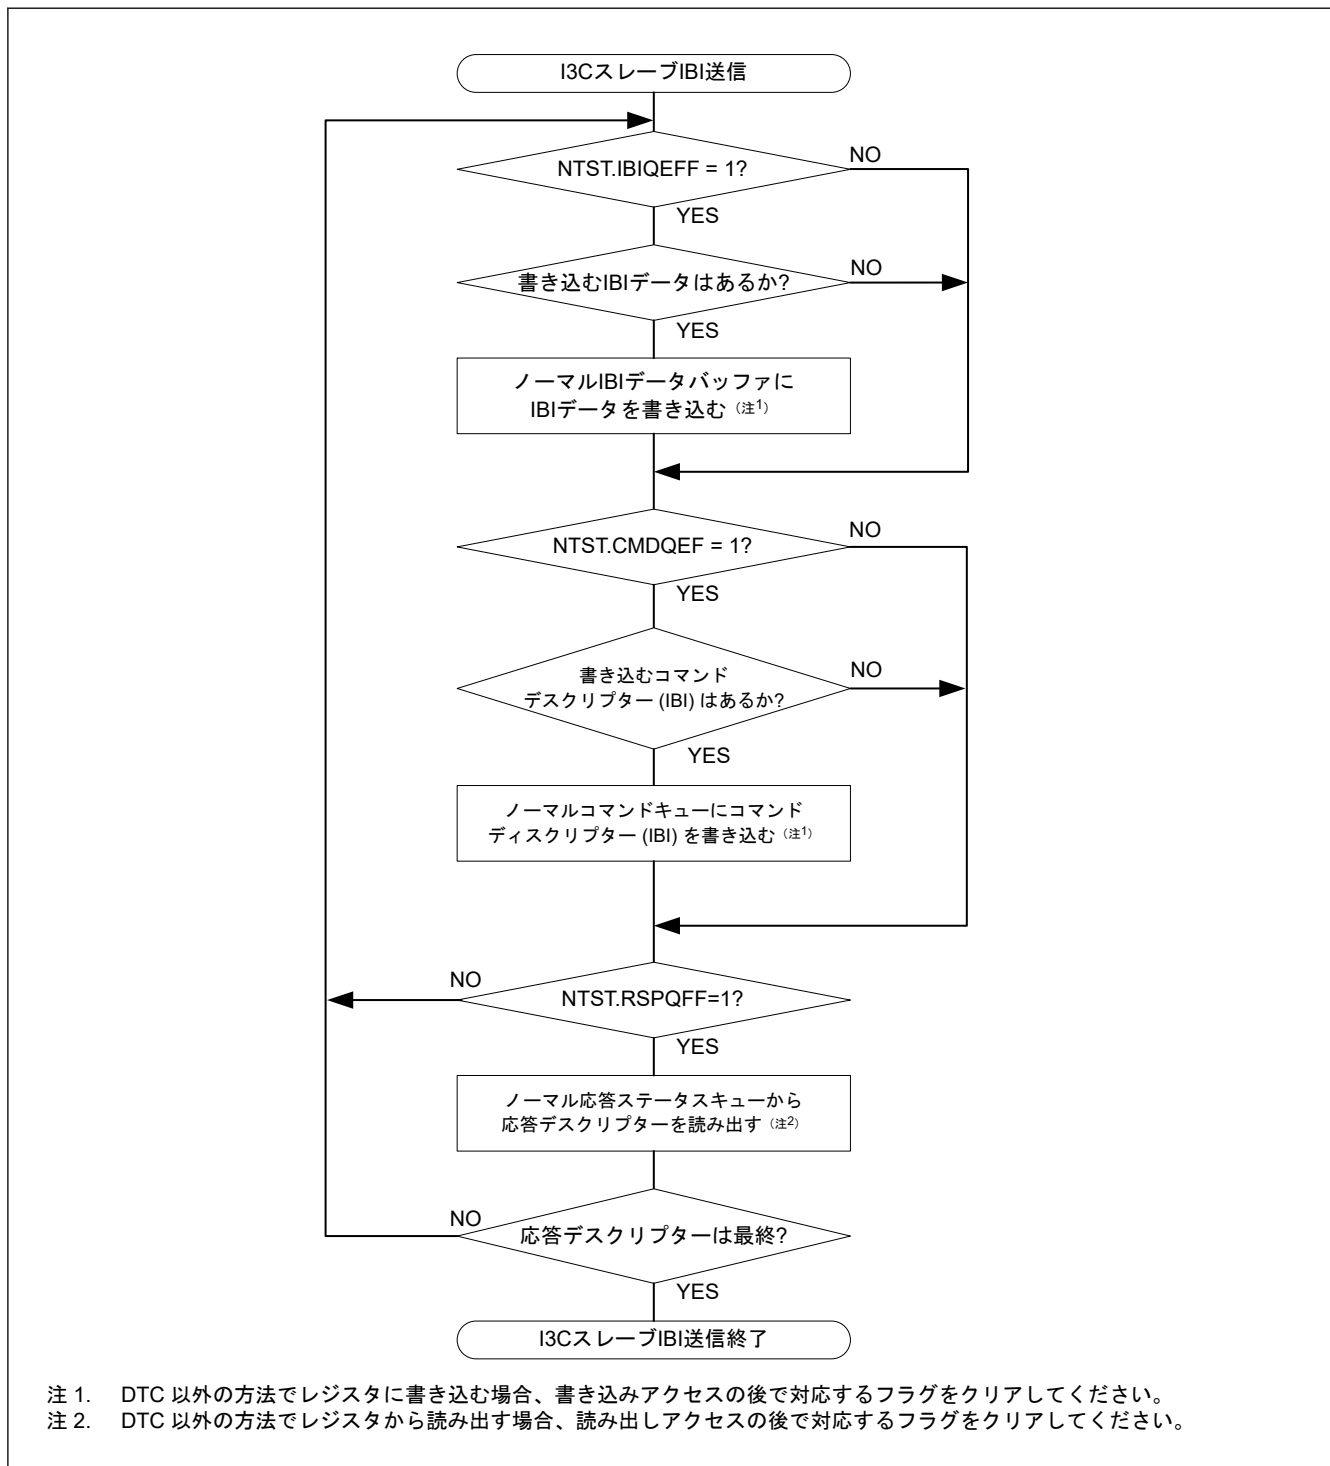 I3CスレーブIBI送信
NTST.IBIQEFF = 1?
NO
YES
書き込むIBIデータはあるか?
NO
YES
ノーマルIBIデータバッファに
IBIデータを書き込む（注1）
NTST.CMDQEF = 1?
NO
YES
書き込むコマンド
デスクリプター (IBI) はあるか?
NO
YES
ノーマルコマンドキューにコマンド
ディスクリプター (IBI) を書き込む（注1）
NO
NTST.RSPQFF=1?
YES
ノーマル応答ステータスキューから
応答デスクリプターを読み出す（注2）
NO
応答デスクリプターは最終?
YES
I3CスレーブIBI送信終了
注 1. DTC 以外の方法でレジスタに書き込む場合、書き込みアクセスの後で対応するフラグをクリアしてください。
注 2. DTC 以外の方法でレジスタから読み出す場合、読み出しアクセスの後で対応するフラグをクリアしてください。